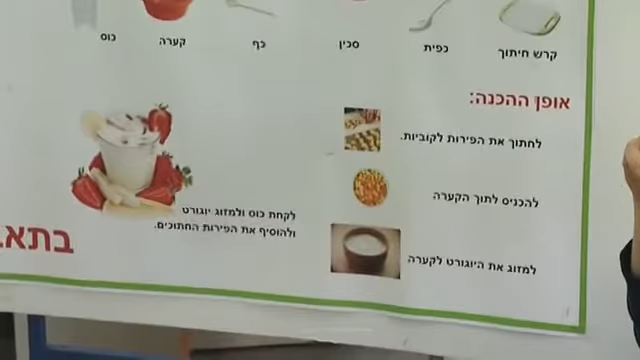 קרש חיתוך
כפית
סכין
כף
קערה
כוס
אופן ההכנה:
לחתוך את הפירות לקוביות.
להכניס לתוך הקערה
למזוג את היוגורט לקערה
לקחת כוס ולמזוג יוגורט
ולהוסיף את הפירות החתוכים.